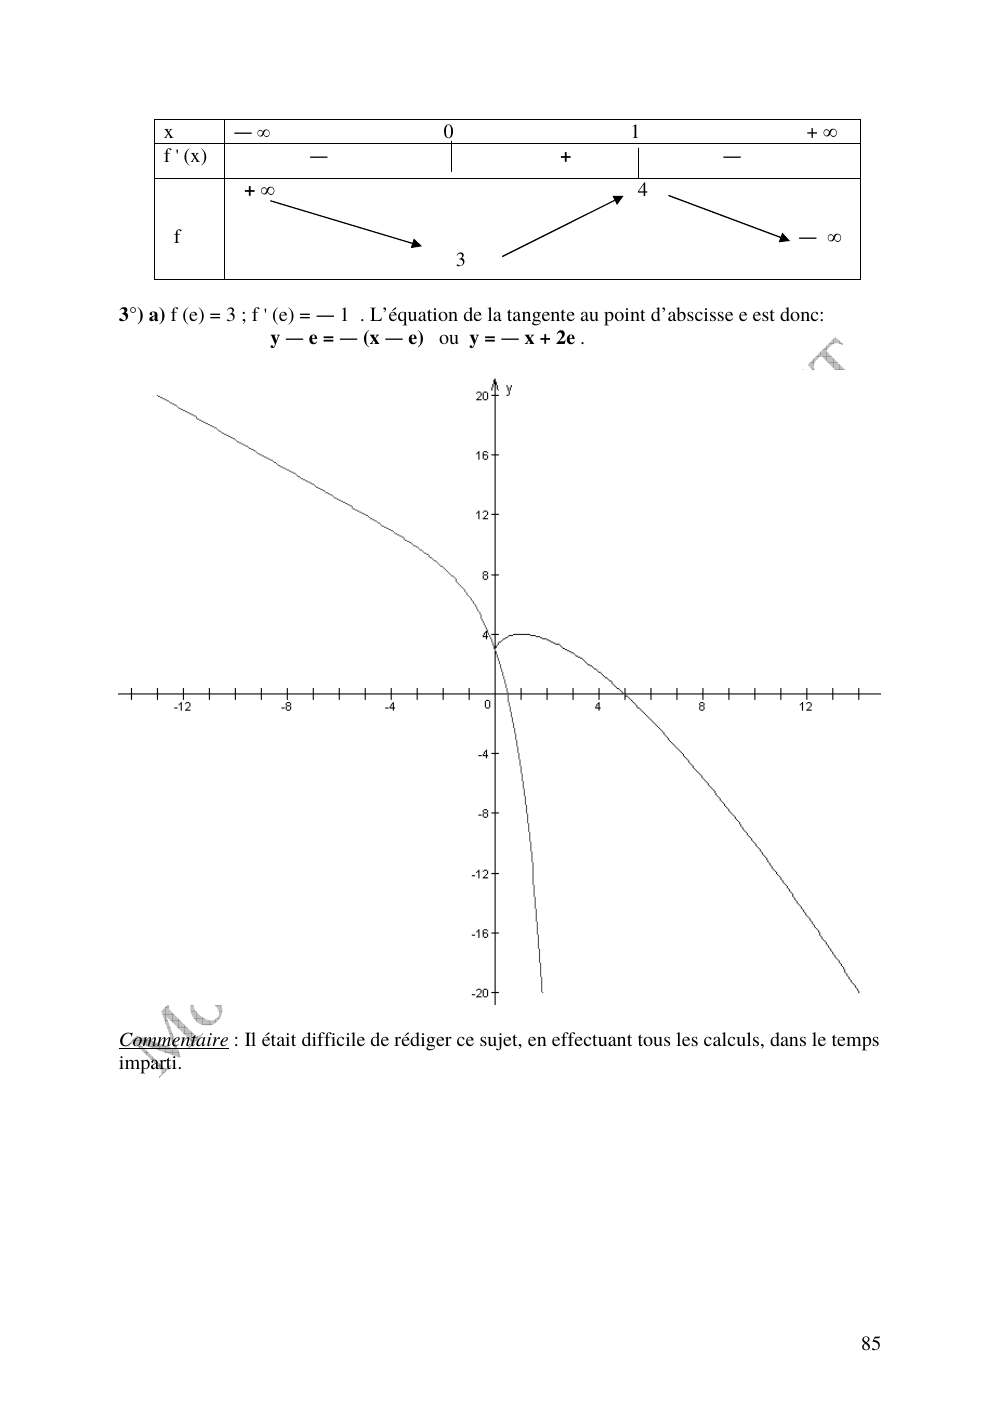 x — ∞ 0 1 + ∞
f ' (x) — + —
+ ∞ 4
f — ∞
3
3°) a) f (e) = 3 ; f ' (e) = — 1 . L’équation de la tangente au point d’abscisse e est donc:
y — e = — (x — e) ou y = — x + 2e .
y
20
16
12
8
4
-12 -8 -4 0 4 8 12
-4
-8
-12
-16
-20
Commentaire : Il était difficile de rédiger ce sujet, en effectuant tous les calculs, dans le temps
imparti.
85